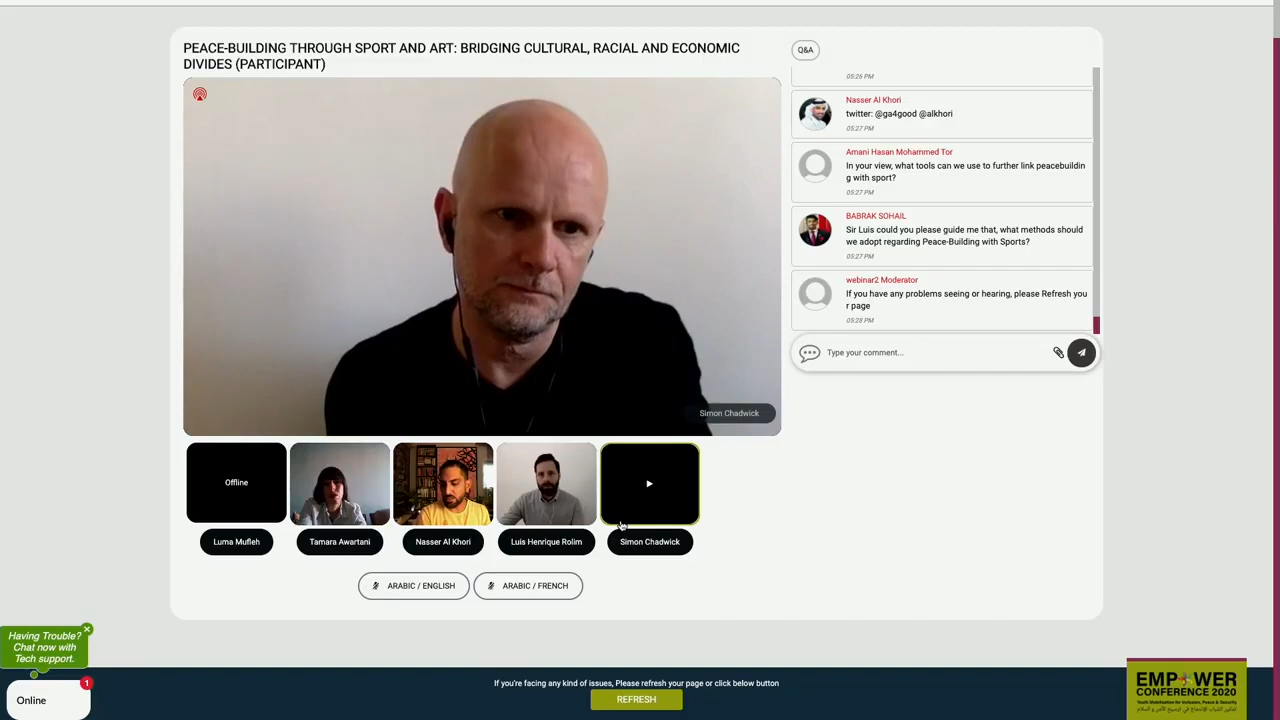 PEACE-BUILDING THROUGH SPORT AND ART: BRIDGING CULTURAL, RACIAL AND ECONOMIC
DIVIDES (PARTICIPANT)
Simon Chadwick
Offline
Luma Mufleh
Tamara Awartani
Nasser Al Khori
Luis Henrique Rolim
Simon Chadwick
ARABIC / ENGLISH
ARABIC / FRENCH
Q&A
05:26 PM
Nasser Al Khori
twitter: @ga4good @alkhori
05:27 PM
Amani Hasan Mohammed Tor
In your view, what tools can we use to further link peacebuildin
g with sport?
05:27 PM
BABRAK SOHAIL
Sir Luis could you please guide me that, what methods should
we adopt regarding Peace-Building with Sports?
05:27 PM
webinar2 Moderator
If you have any problems seeing or hearing, please Refresh you
r page
05:28 PM
Type your comment...
Having Trouble?
Chat now with
Tech support.
1
Online
If you're facing any kind of issues, Please refresh your page or click below button
REFRESH
EMPOWER
CONFERENCE 2020
Youth Mobilisation for Inclusion, Peace & Security